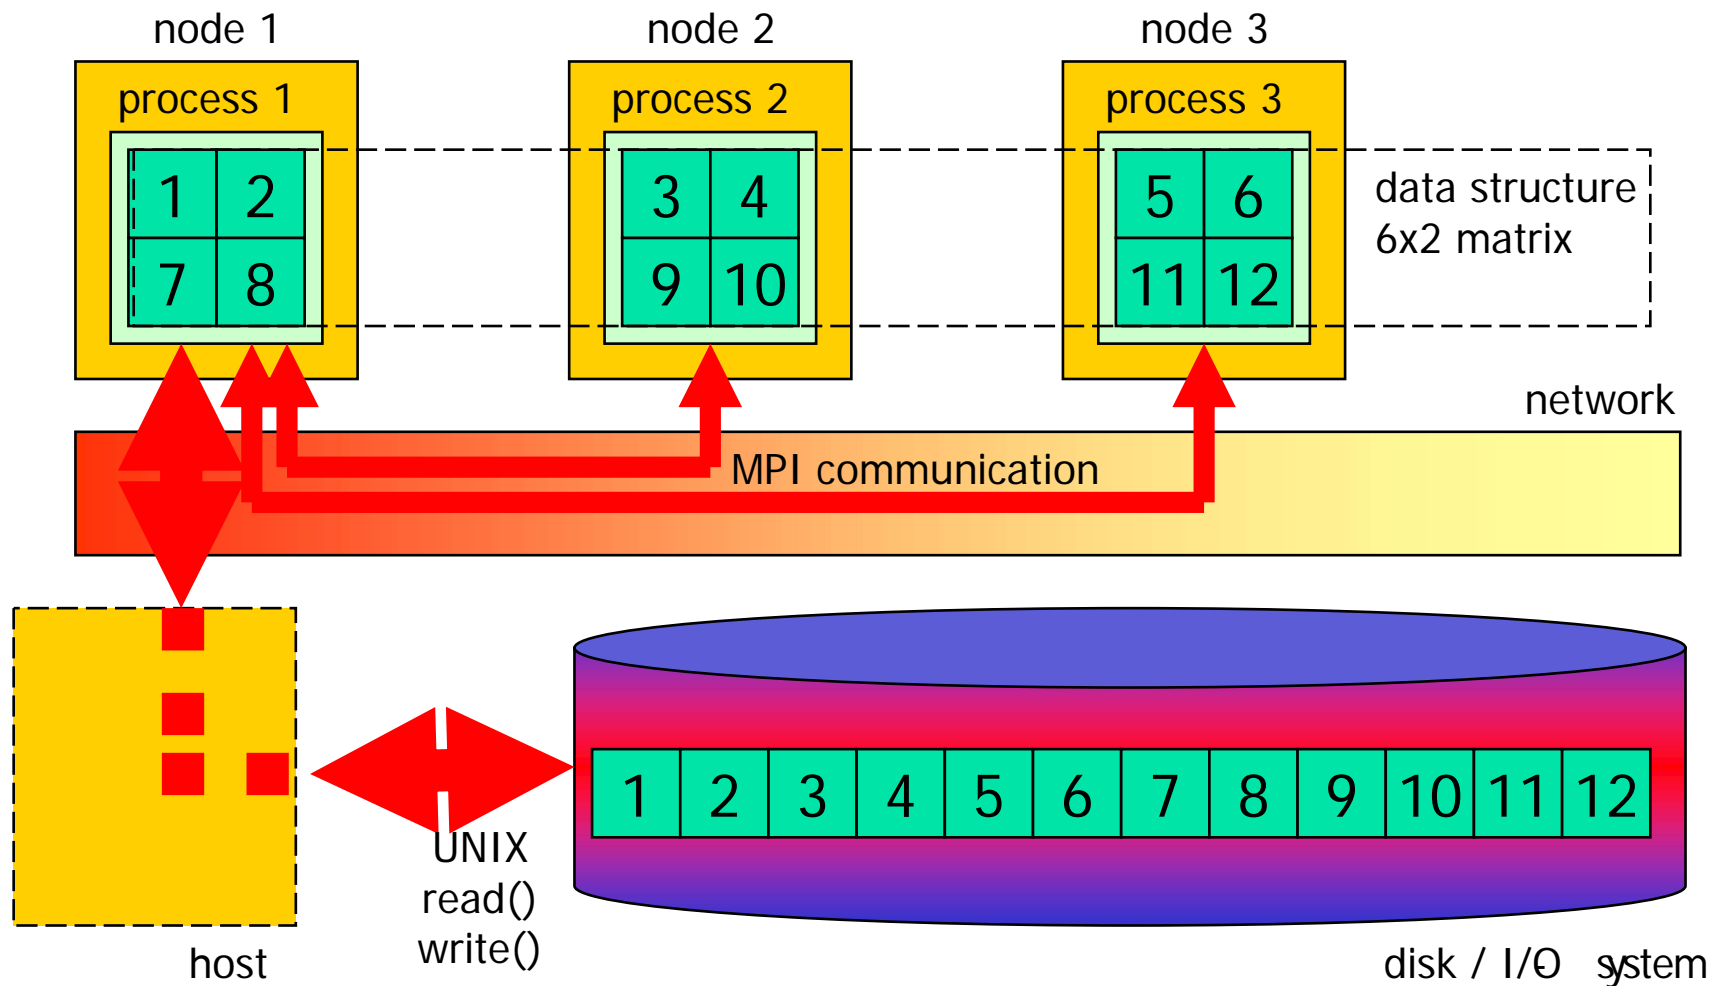 node 1
node 2
node 3
process 1
process 2
process 3
1 2
3 4
5 6
7 8
9 10
11 12
data structure
6x2 matrix
network
MPI communication
1 2 3 4 5 6 7 8 9 10 11 12
UNIX
read()
write()
host
disk / I/O system